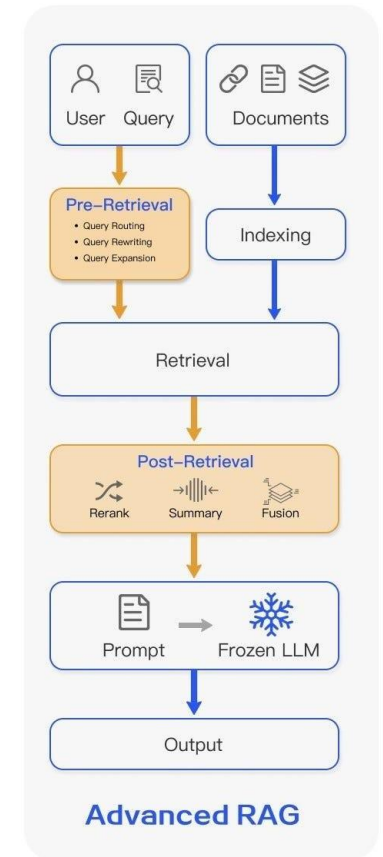 User Query
Documents
Pre-Retrieval
• Query Routing
• Query Rewriting
• Query Expansion
Indexing
Retrieval
Post-Retrieval
Rerank
Summary
Fusion
Prompt
Frozen LLM
Output
Advanced RAG